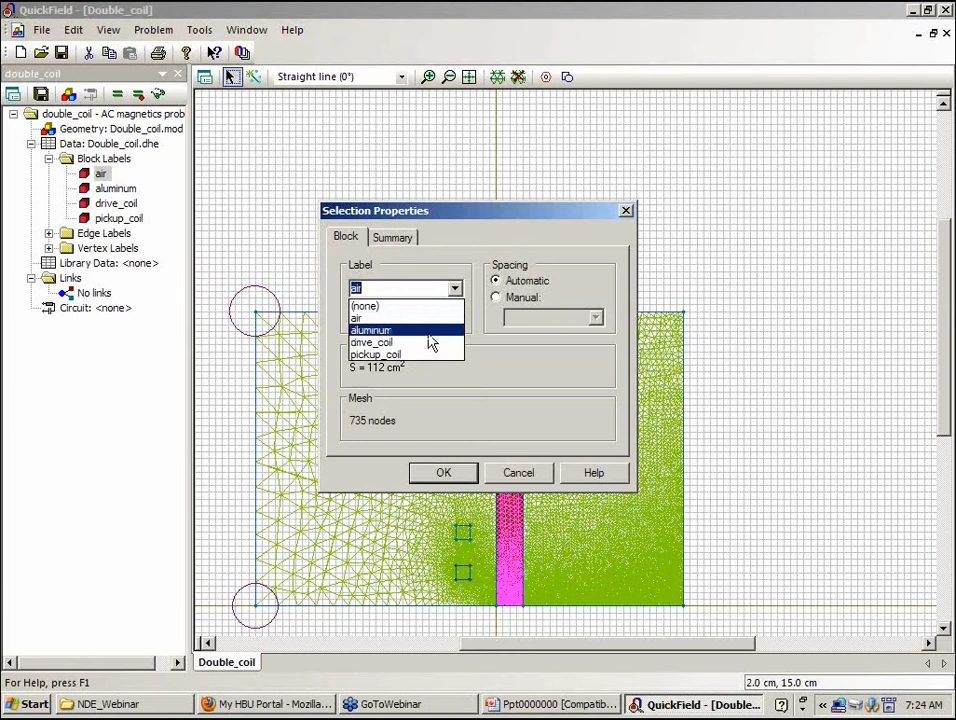 QuickField - [Double_coil]
File Edit View Problem Tools Window Help
Straight line (0°)
double_coil
double_coil - AC magnetics prob
Geometry: Double_coil.mod
Data: Double_coil.dhe
Block Labels
air
aluminum
drive_coil
pickup_coil
Edge Labels
Vertex Labels
Library Data: <none>
Links
No links
Circuit: <none>
Selection Properties
Block Summary
Label
air
(none)
air
aluminum
drive_coil
pickup_coil
S = 112 cm²
Spacing
Automatic
Manual:
Mesh
735 nodes
OK Cancel Help
Double_coil
For Help, press F1
2.0 cm, 15.0 cm
Start NDE_Webinar My HBU Portal - Mozilla... GoToWebinar Ppt0000000 [Compatib... QuickField - [Double... Help 7:24 AM